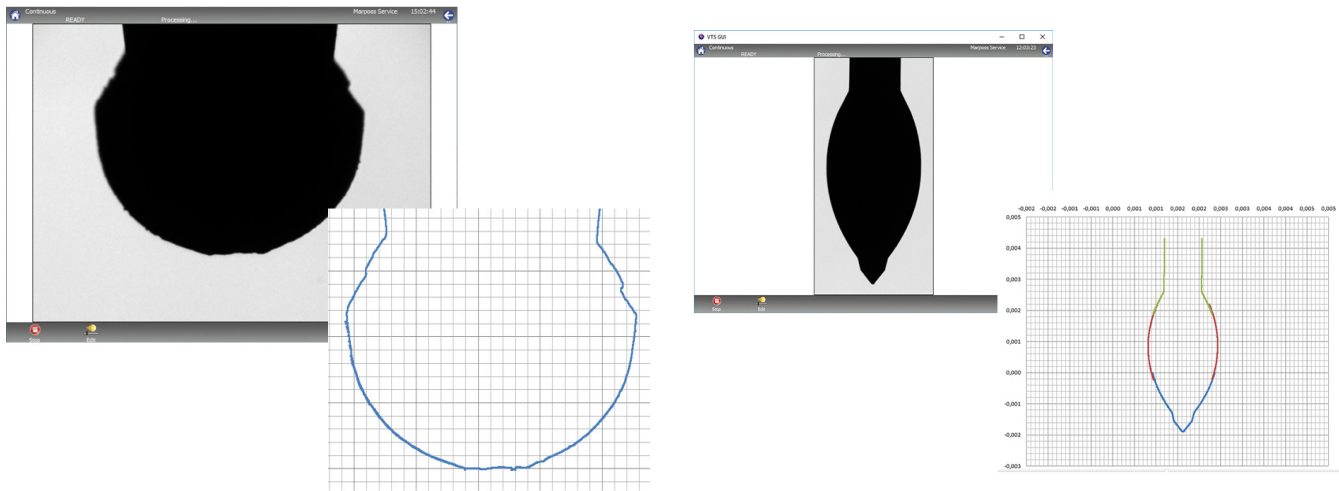 Continuous
Marposs Service 15:02:44
READY
Processing...
Stop
Edit
VTS GUI
Continuous
Marposs Service 12:03:23
READY
Processing...
Stop
Edit
-0,002 -0,002 -0,001 -0,001 0,000 0,001 0,001 0,002 0,002 0,003 0,003 0,004 0,004 0,005 0,005
0,005
0,004
0,003
0,002
0,001
0,000
-0,001
-0,002
-0,003